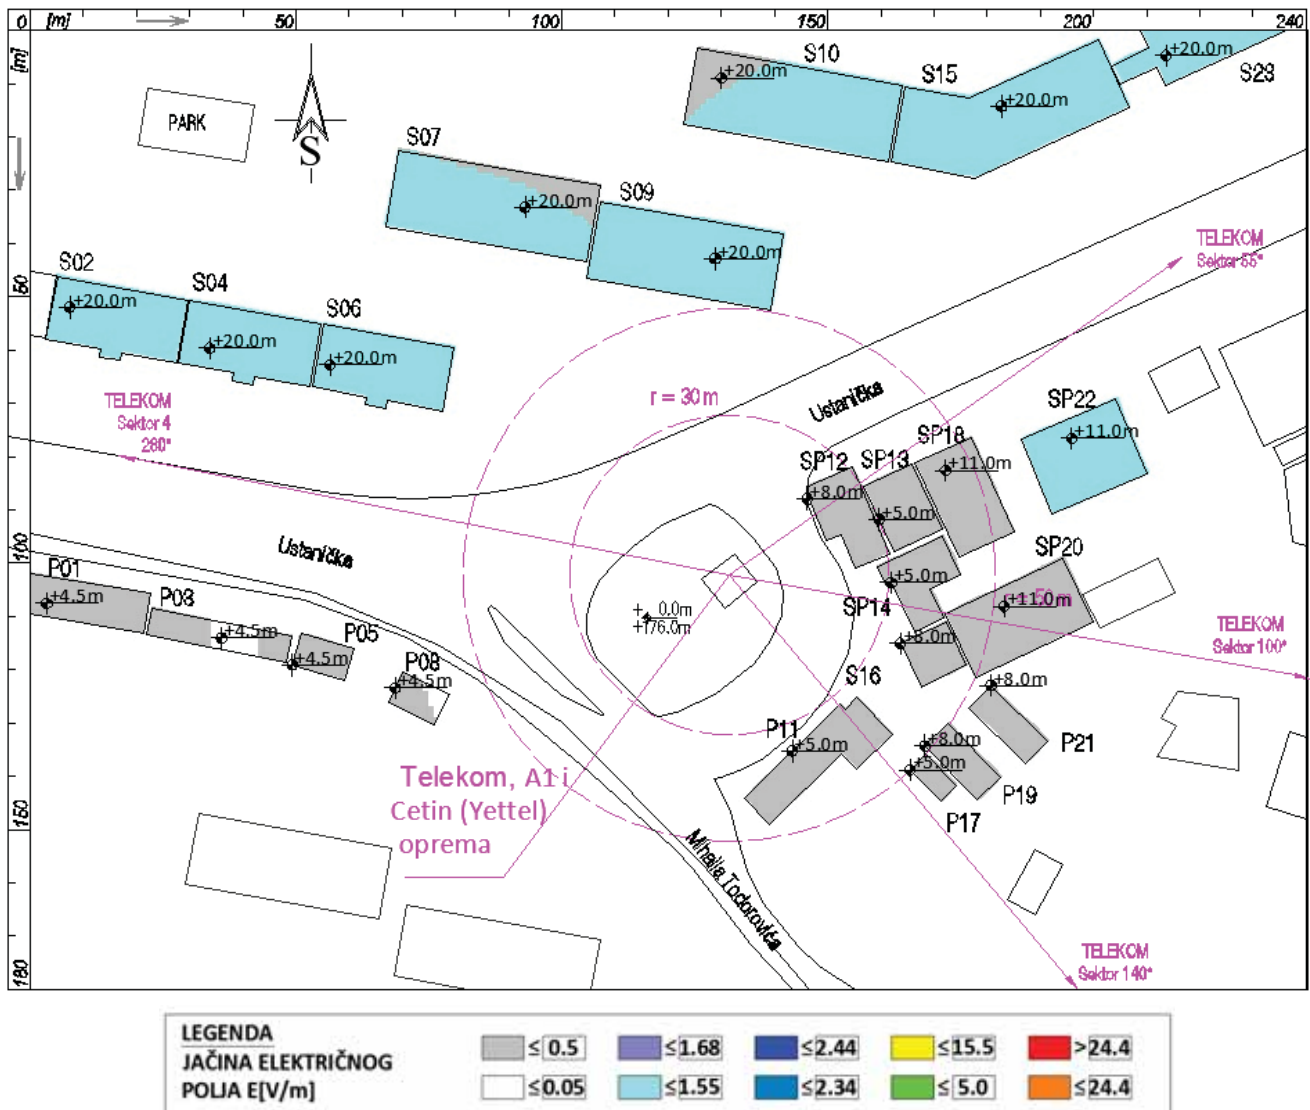 0 [m] 50 100 150 200 240
[m]
50
100
150
180
PARK
S
S10
S15
S23
+20.0m
+20.0m
+20.0m
S07
S09
+20.0m
+20.0m
S02
S04
S06
+20.0m
+20.0m
+20.0m
TELEKOM
Sektor 55°
TELEKOM
Sektor 4
280°
r = 30m
Ustanička
SP22
+11.0m
SP12
SP13
SP18
+8.0m
+5.0m
+11.0m
Ustanička
SP20
+11.0m
50m
SP14
+5.0m
+8.0m
P01
+4.5m
P03
+4.5m
P05
+4.5m
P08
+4.5m
0.0m
+176.0m
TELEKOM
Sektor 100°
S16
P11
+5.0m
+8.0m
P21
+8.0m
P19
+5.0m
P17
Telekom, A1 i
Cetin (Yettel)
oprema
Mihaila Todorovića
TELEKOM
Sektor 140°
LEGENDA
JAČINA ELEKTRIČNOG
POLJA E[V/m]
≤ 0.5 ≤1.68 ≤2.44 ≤15.5 >24.4
≤0.05 ≤1.55 ≤2.34 ≤ 5.0 ≤24.4